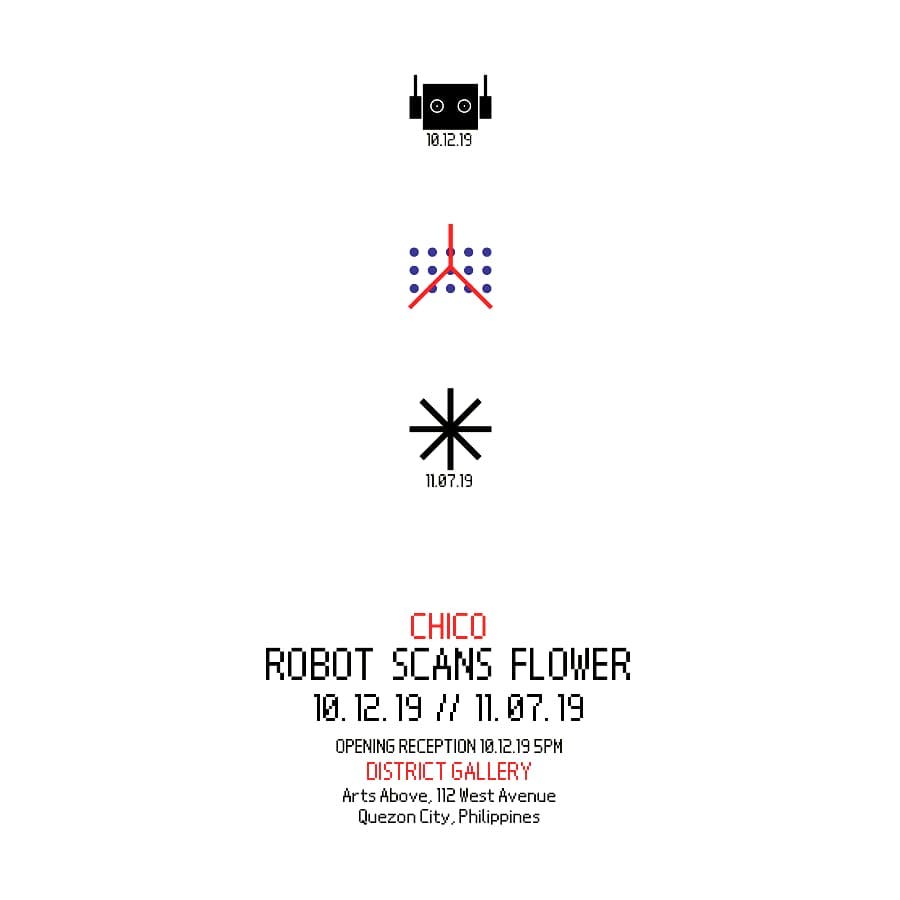 10.12.19
11.07.19
CHICO
ROBOT SCANS FLOWER
10.12.19 // 11.07.19
OPENING RECEPTION 10.12.19 5PM
DISTRICT GALLERY
Arts Above, 112 West Avenue
Quezon City, Philippines